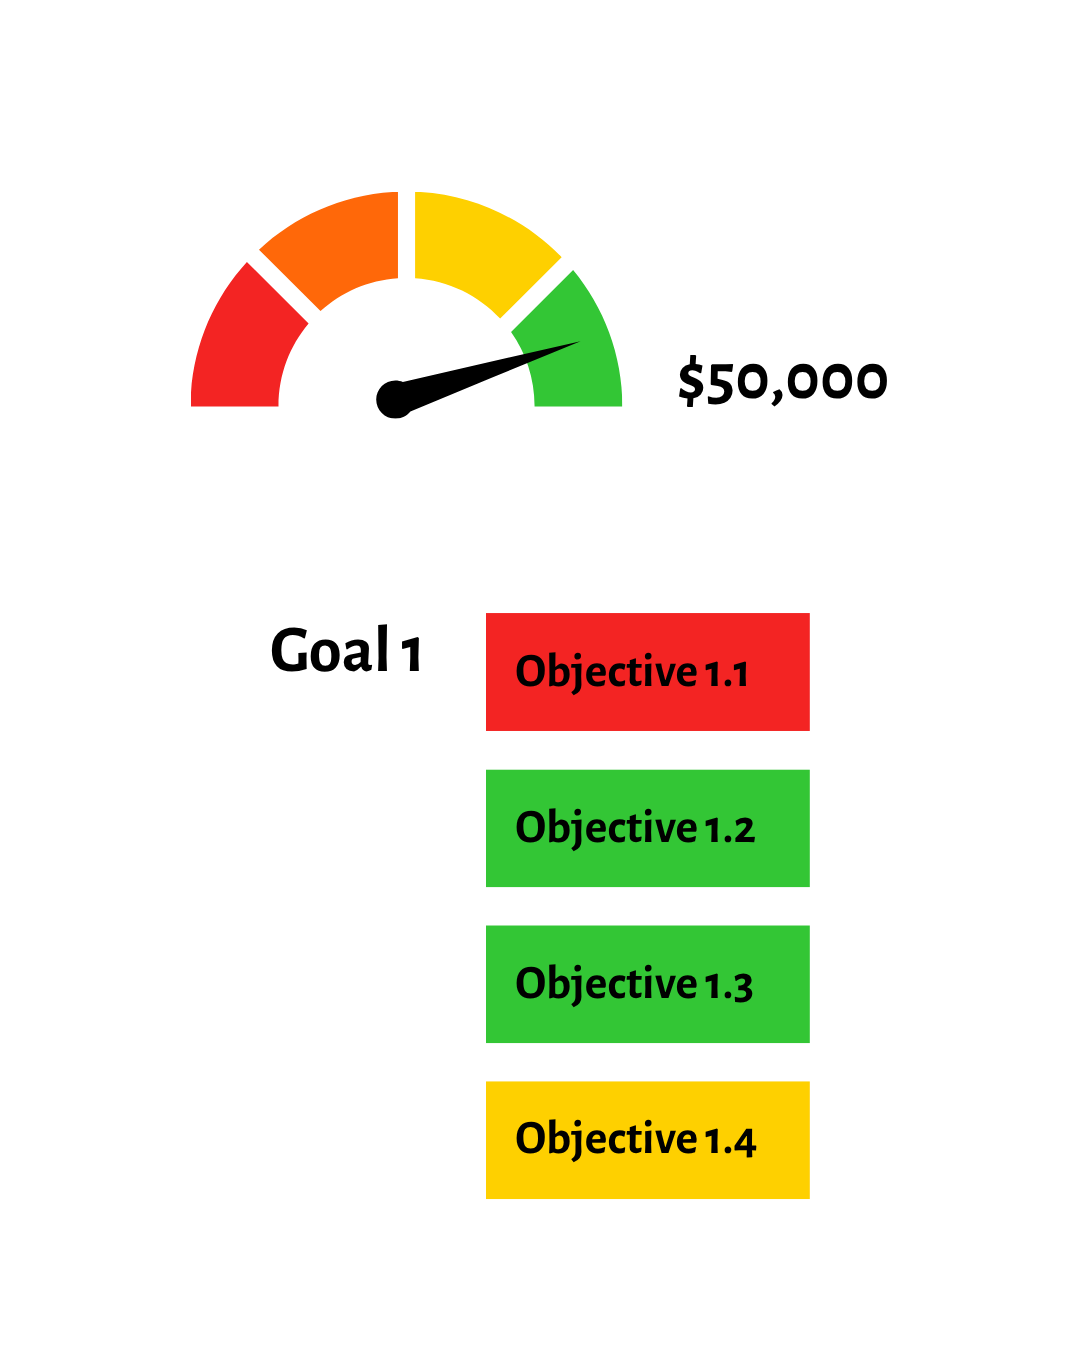 $50,000
Goal 1
Objective 1.1
Objective 1.2
Objective 1.3
Objective 1.4